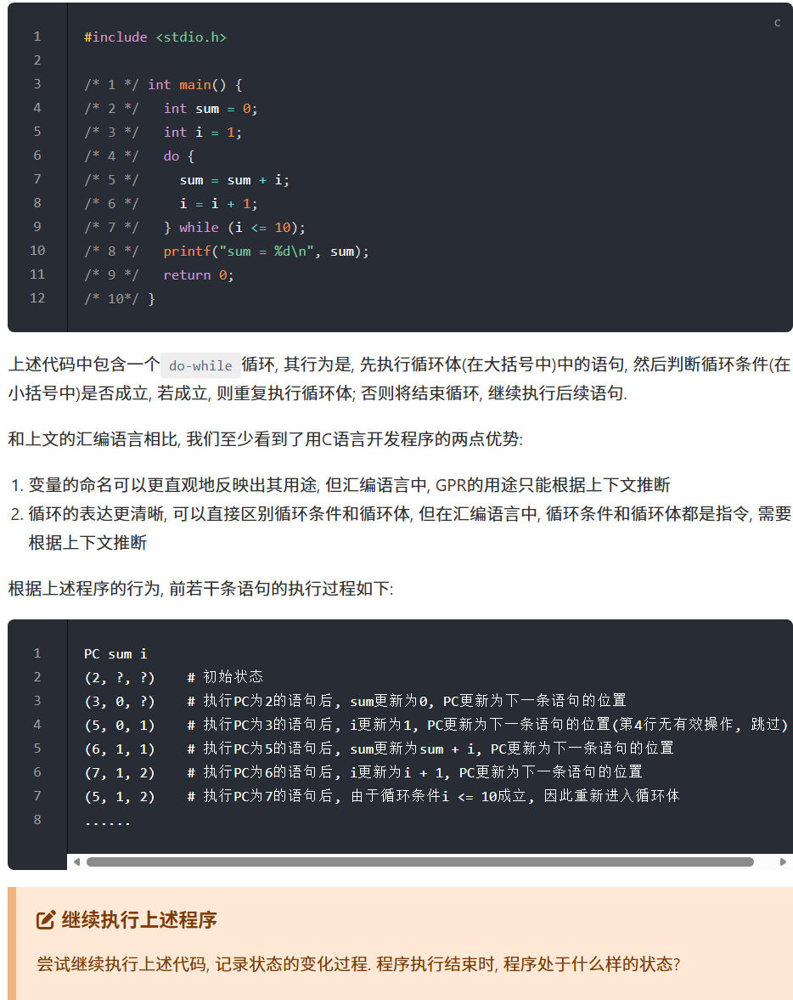 c
1 #include <stdio.h>
2
3 /* 1 */ int main() {
4 /* 2 */   int sum = 0;
5 /* 3 */   int i = 1;
6 /* 4 */   do {
7 /* 5 */     sum = sum + i;
8 /* 6 */     i = i + 1;
9 /* 7 */   } while (i <= 10);
10 /* 8 */   printf("sum = %d\n", sum);
11 /* 9 */   return 0;
12 /* 10*/ }
上述代码中包含一个 do-while 循环, 其行为是, 先执行循环体(在大括号中)中的语句, 然后判断循环条件(在
小括号中)是否成立, 若成立, 则重复执行循环体; 否则将结束循环, 继续执行后续语句.
和上文的汇编语言相比, 我们至少看到了用C语言开发程序的两点优势:
1. 变量的命名可以更直观地反映出其用途, 但汇编语言中, GPR的用途只能根据上下文推断
2. 循环的表达更清晰, 可以直接区别循环条件和循环体, 但在汇编语言中, 循环条件和循环体都是指令, 需要
根据上下文推断
根据上述程序的行为, 前若干条语句的执行过程如下:
1 PC sum i
2 (2, ?, ?)    # 初始状态
3 (3, 0, ?)    # 执行PC为2的语句后, sum更新为0, PC更新为下一条语句的位置
4 (5, 0, 1)    # 执行PC为3的语句后, i更新为1, PC更新为下一条语句的位置(第4行无有效操作, 跳过)
5 (6, 1, 1)    # 执行PC为5的语句后, sum更新为sum + i, PC更新为下一条语句的位置
6 (7, 1, 2)    # 执行PC为6的语句后, i更新为i + 1, PC更新为下一条语句的位置
7 (5, 1, 2)    # 执行PC为7的语句后, 由于循环条件i <= 10成立, 因此重新进入循环体
8 ......
继续执行上述程序
尝试继续执行上述代码, 记录状态的变化过程. 程序执行结束时, 程序处于什么样的状态?